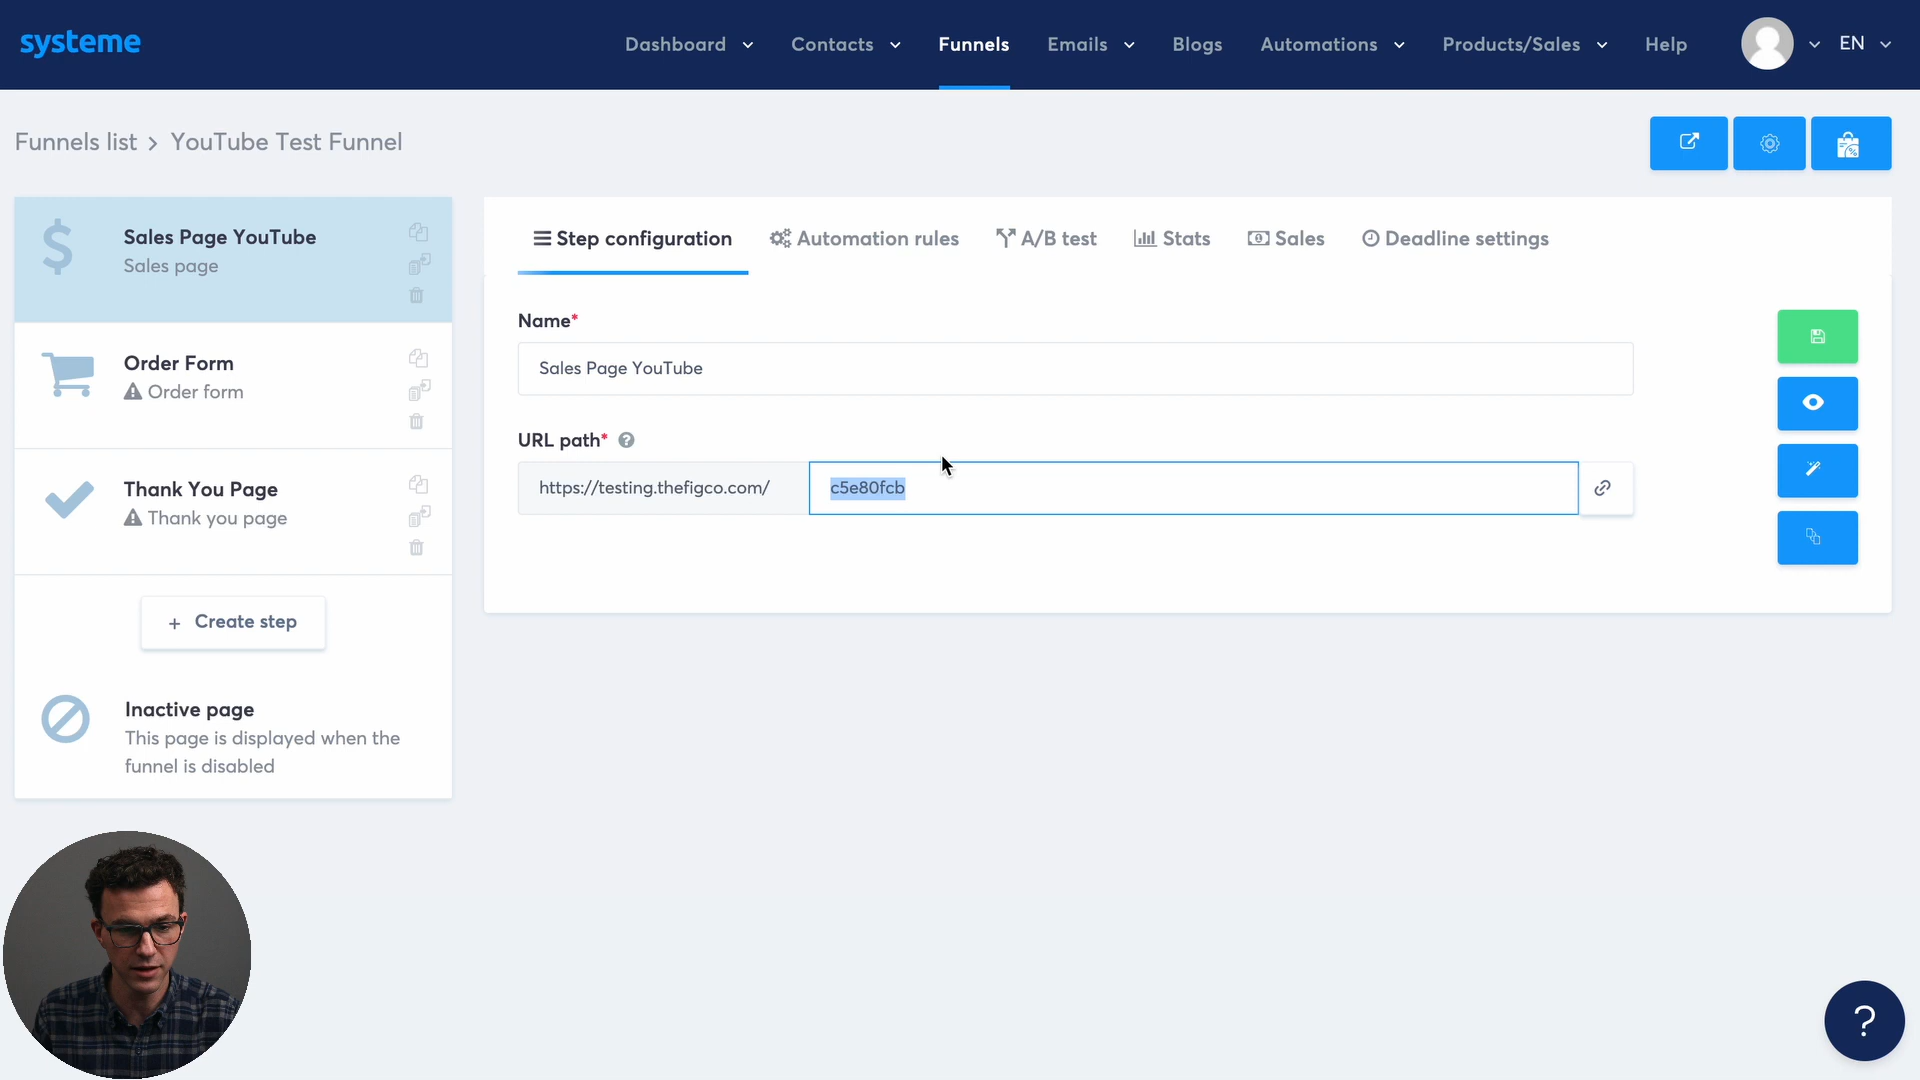 systeme
Dashboard
Contacts
Funnels
Emails
Blogs
Automations
Products/Sales
Help
EN
Funnels list > YouTube Test Funnel
Sales Page YouTube
Sales page
Order Form
Order form
Thank You Page
Thank you page
+ Create step
Inactive page
This page is displayed when the
funnel is disabled
Step configuration
Automation rules
A/B test
Stats
Sales
Deadline settings
Name*
Sales Page YouTube
URL path* ?
https://testing.thefigco.com/
c5e80fcb
?